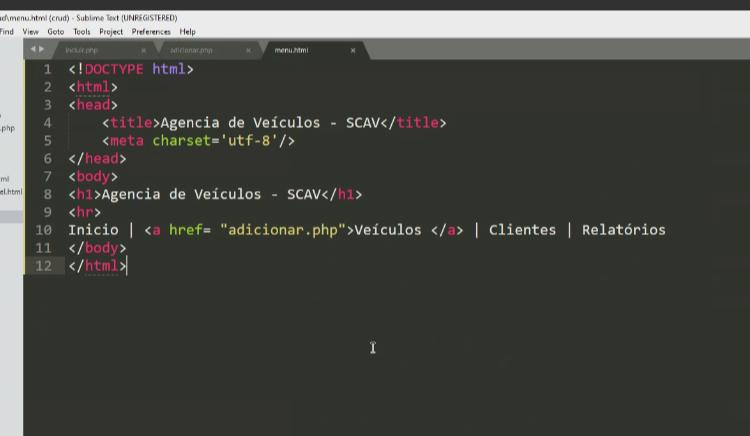 d\menu.html (crud) - Sublime Text (UNREGISTERED)
Find View Goto Tools Project Preferences Help
incluir.php adicionar.php menu.html
1 <!DOCTYPE html>
2 <html>
3 <head>
4 <title>Agencia de Veículos - SCAV</title>
5 <meta charset='utf-8'/>
6 </head>
7 <body>
8 <h1>Agencia de Veículos - SCAV</h1>
9 <hr>
10 Inicio | <a href= "adicionar.php">Veículos </a> | Clientes | Relatórios
11 </body>
12 </html>
.php
ml
el.html